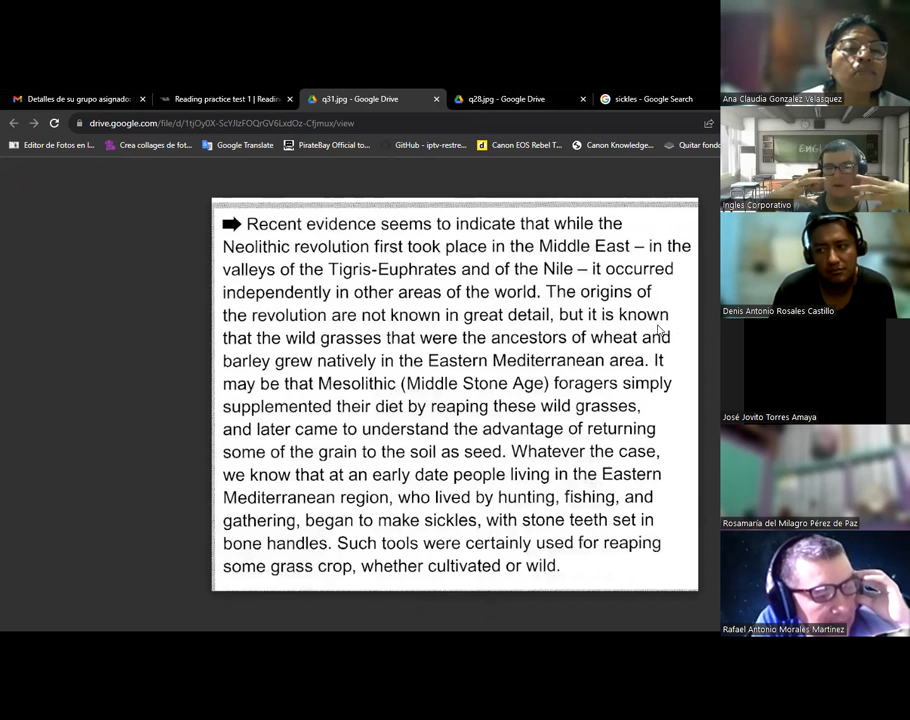 Detalles de su grupo asignado:
Reading practice test 1 | Readin
q31.jpg - Google Drive
q28.jpg - Google Drive
sickles - Google Search
drive.google.com/file/d/1tjOy0X-ScYJIzFOQrGV6LxdOz-Cfjmux/view
Editor de Fotos en l...
Crea collages de fot...
Google Translate
PirateBay Official to...
GitHub - iptv-restre...
Canon EOS Rebel T...
Canon Knowledge...
Quitar fondo
➡ Recent evidence seems to indicate that while the
Neolithic revolution first took place in the Middle East – in the
valleys of the Tigris-Euphrates and of the Nile – it occurred
independently in other areas of the world. The origins of
the revolution are not known in great detail, but it is known
that the wild grasses that were the ancestors of wheat and
barley grew natively in the Eastern Mediterranean area. It
may be that Mesolithic (Middle Stone Age) foragers simply
supplemented their diet by reaping these wild grasses,
and later came to understand the advantage of returning
some of the grain to the soil as seed. Whatever the case,
we know that at an early date people living in the Eastern
Mediterranean region, who lived by hunting, fishing, and
gathering, began to make sickles, with stone teeth set in
bone handles. Such tools were certainly used for reaping
some grass crop, whether cultivated or wild.
Ana Claudia Gonzalez Velasquez
ENGL
Ingles Corporativo
Denis Antonio Rosales Castillo
José Jovito Torres Amaya
Rosamaría del Milagro Pérez de Paz
Rafael Antonio Morales Martinez